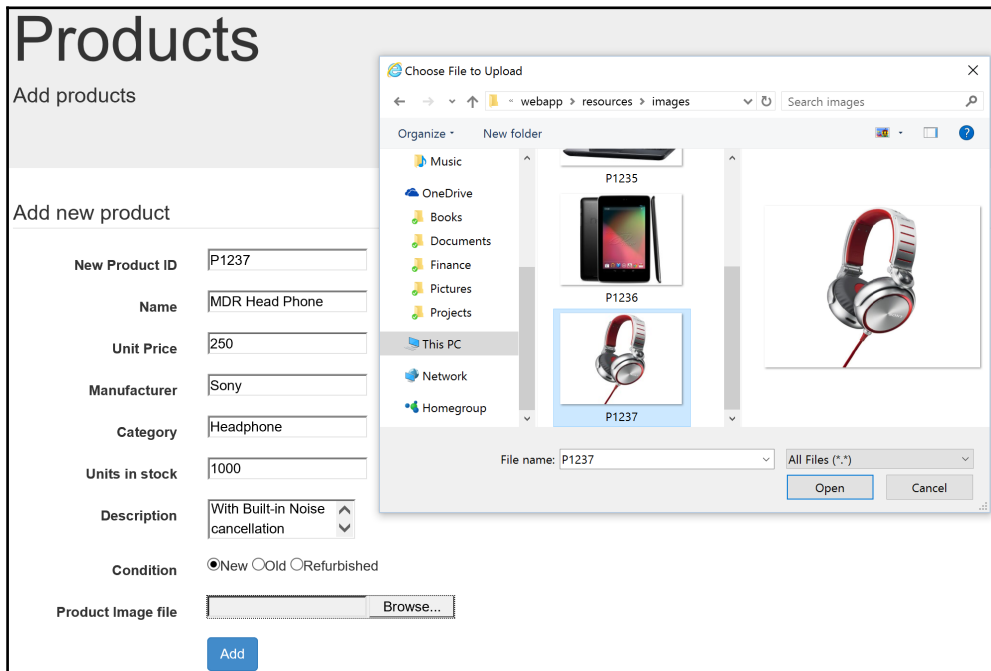 Products
Add products
Add new product
New Product ID P1237
Name MDR Head Phone
Unit Price 250
Manufacturer Sony
Category Headphone
Units in stock 1000
Description With Built-in Noise
cancellation
Condition New Old Refurbished
Product Image file Browse...
Add
Choose File to Upload
« webapp > resources > images Search images
Organize New folder
Music
OneDrive
Books
Documents
Finance
Pictures
Projects
This PC
Network
Homegroup
P1235
P1236
P1237
File name: P1237 All Files (*.*)
Open Cancel